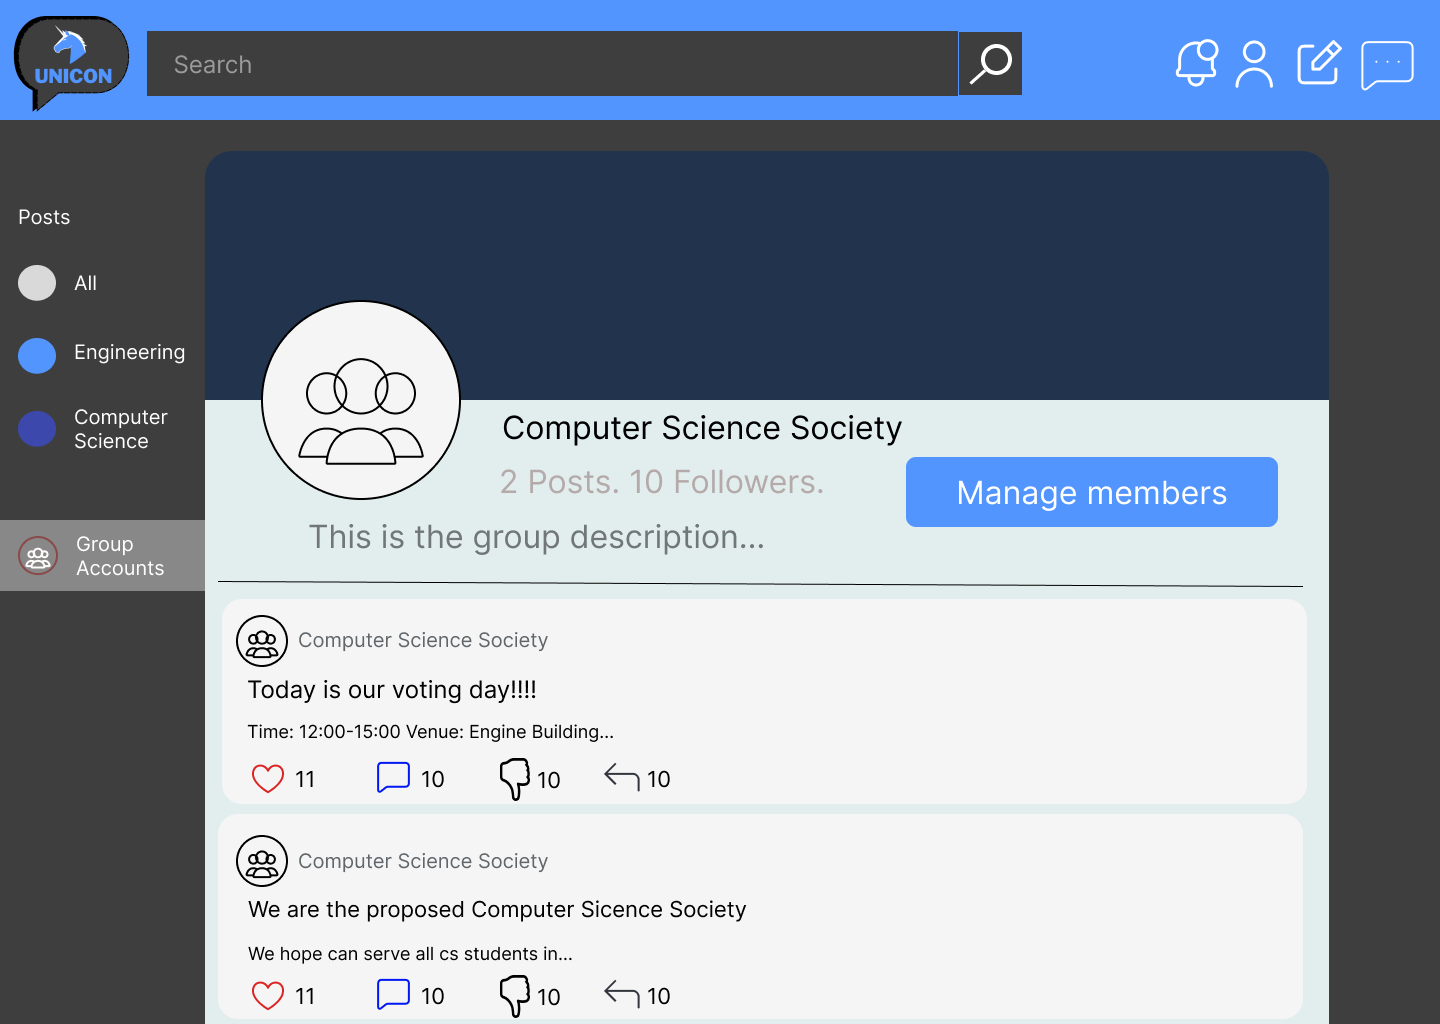 UNICON
Search
Posts
All
Engineering
Computer
Science
Group
Accounts
Computer Science Society
2 Posts. 10 Followers.
Manage members
This is the group description...
Computer Science Society
Today is our voting day!!!!
Time: 12:00-15:00 Venue: Engine Building...
11 10 10 10
Computer Science Society
We are the proposed Computer Sicence Society
We hope can serve all cs students in...
11 10 10 10